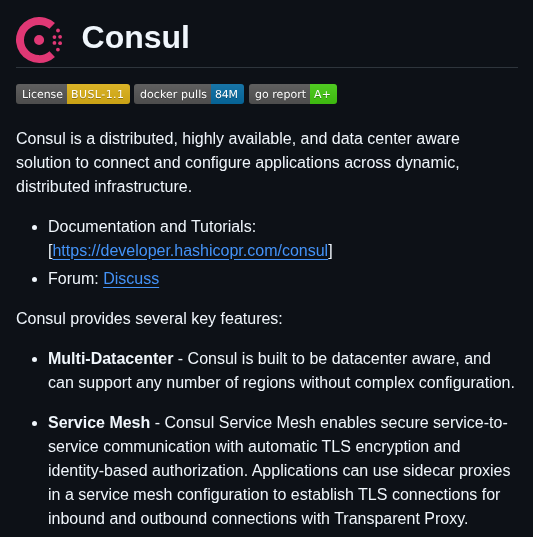 Consul
License BUSL-1.1 docker pulls 84M go report A+
Consul is a distributed, highly available, and data center aware
solution to connect and configure applications across dynamic,
distributed infrastructure.
Documentation and Tutorials:
[https://developer.hashicopr.com/consul]
Forum: Discuss
Consul provides several key features:
Multi-Datacenter - Consul is built to be datacenter aware, and
can support any number of regions without complex configuration.
Service Mesh - Consul Service Mesh enables secure service-to-
service communication with automatic TLS encryption and
identity-based authorization. Applications can use sidecar proxies
in a service mesh configuration to establish TLS connections for
inbound and outbound connections with Transparent Proxy.